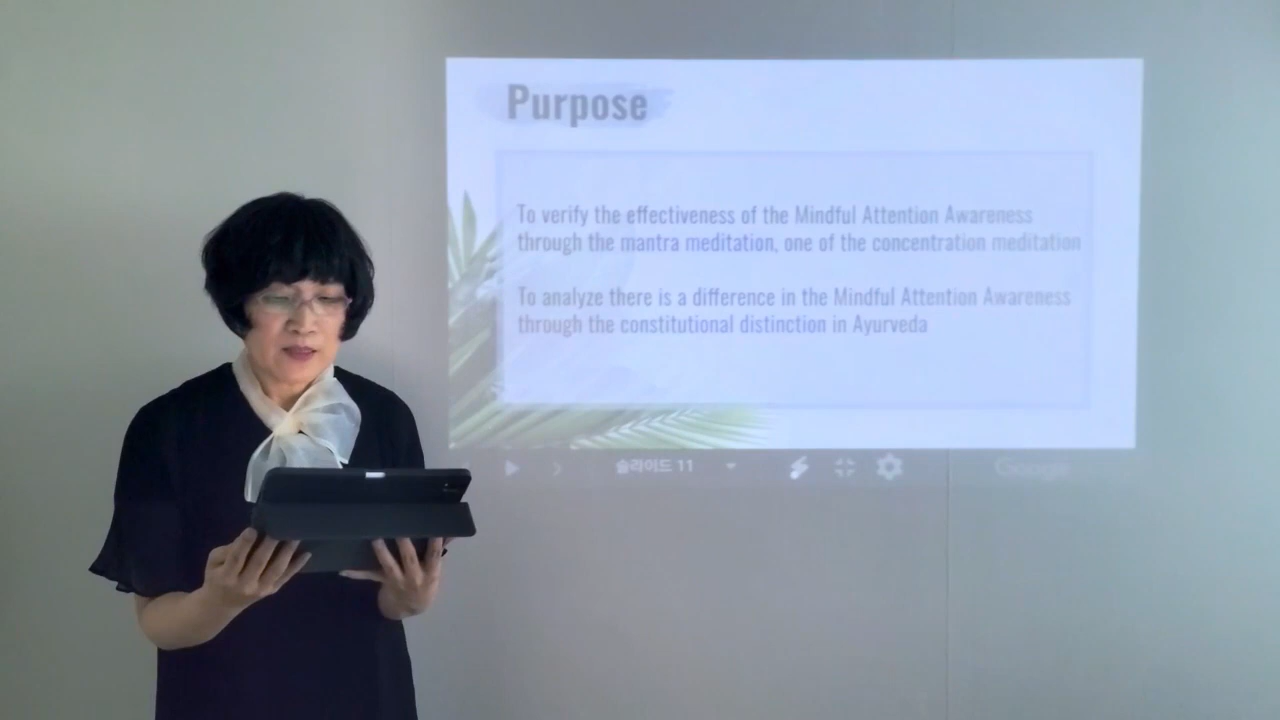 Purpose
To verify the effectiveness of the Mindful Attention Awareness
through the mantra meditation, one of the concentration meditation
To analyze there is a difference in the Mindful Attention Awareness
through the constitutional distinction in Ayurveda
슬라이드 11
Google